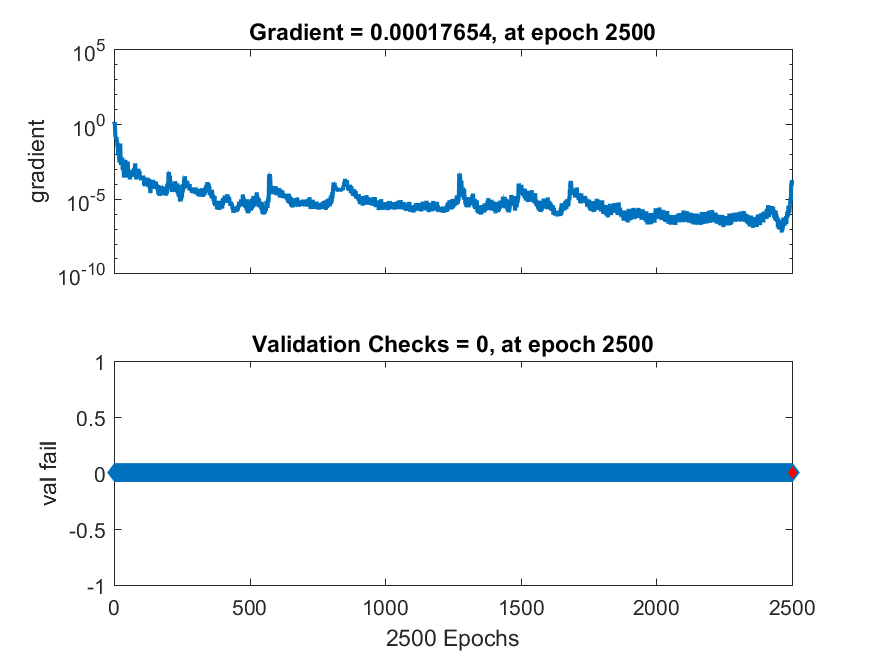 Gradient = 0.00017654, at epoch 2500
10^5
10^0
10^-5
10^-10
gradient
Validation Checks = 0, at epoch 2500
1
0.5
0
-0.5
-1
val fail
0 500 1000 1500 2000 2500
2500 Epochs